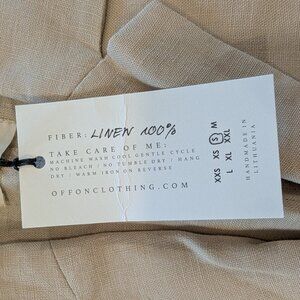 FIBER: LINEN 100%
TAKE CARE OF ME:
MACHINE WASH COOL GENTLE CYCLE
NO BLEACH / NO TUMBLE DRY / HANG
DRY / WARM IRON ON REVERSE
OFFONCLOTHING.COM
XXS XS S M
L XL XXL
HANDMADE IN
LITHUANIA